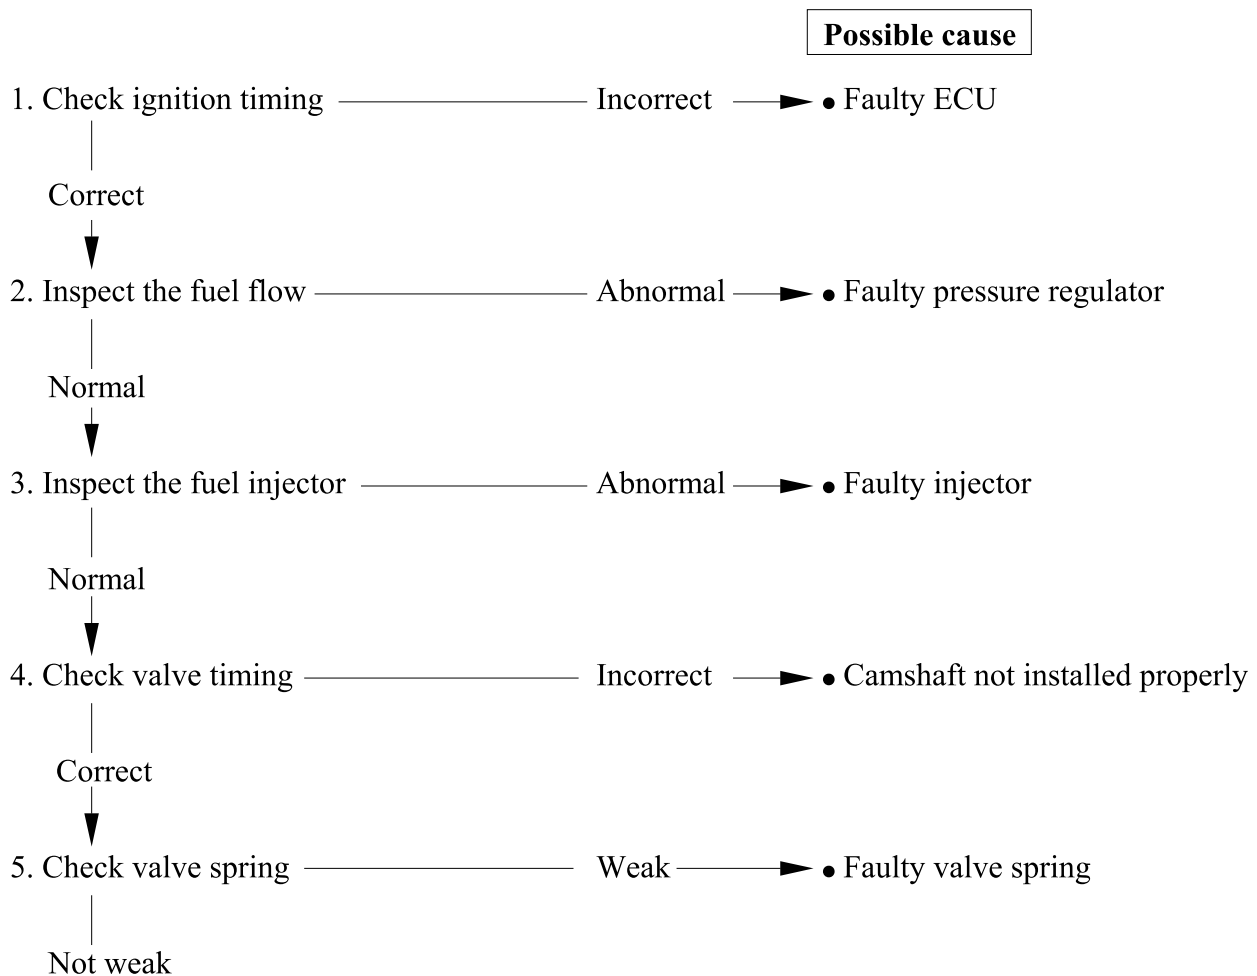 Possible cause
1. Check ignition timing Incorrect • Faulty ECU
Correct
2. Inspect the fuel flow Abnormal • Faulty pressure regulator
Normal
3. Inspect the fuel injector Abnormal • Faulty injector
Normal
4. Check valve timing Incorrect • Camshaft not installed properly
Correct
5. Check valve spring Weak • Faulty valve spring
Not weak